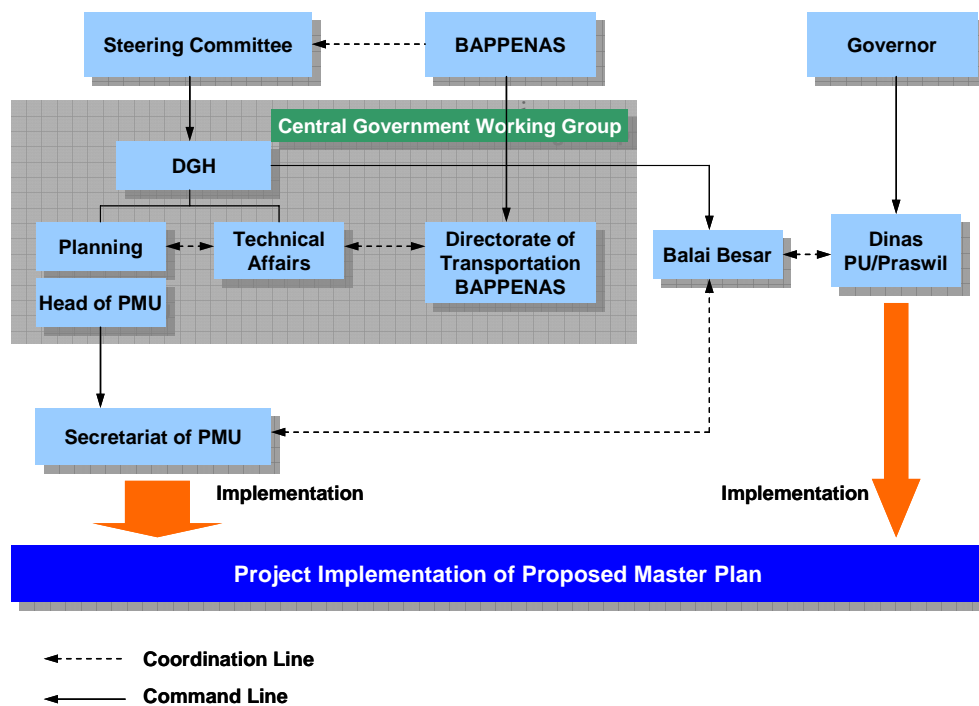 Steering Committee
BAPPENAS
Governor
Central Government Working Group
DGH
Planning
Technical
Affairs
Directorate of
Transportation
BAPPENAS
Balai Besar
Dinas
PU/Praswil
Head of PMU
Secretariat of PMU
Implementation
Implementation
Project Implementation of Proposed Master Plan
Coordination Line
Command Line